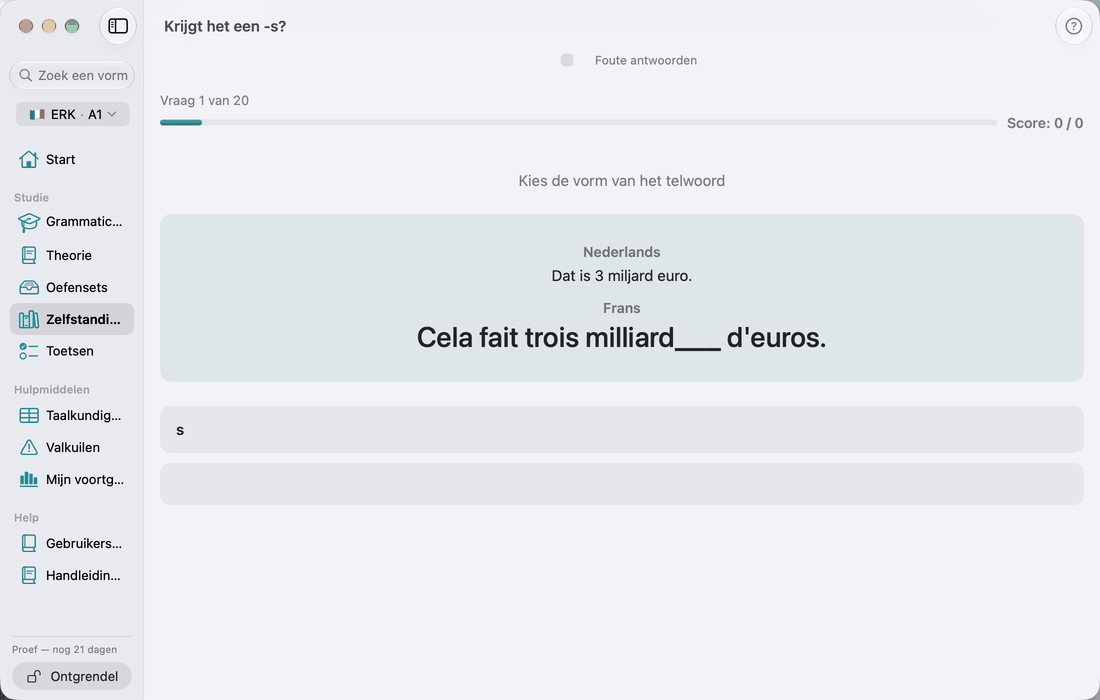 Krijgt het een -s?
Zoek een vorm
ERK · A1
Start
Studie
Grammatic...
Theorie
Oefensets
Zelfstandi...
Toetsen
Hulpmiddelen
Taalkundig...
Valkuilen
Mijn voortg...
Help
Gebruikers...
Handleidin...
Proef — nog 21 dagen
Ontgrendel
Foute antwoorden
Vraag 1 van 20
Score: 0 / 0
Kies de vorm van het telwoord
Nederlands
Dat is 3 miljard euro.
Frans
Cela fait trois milliard___ d'euros.
s